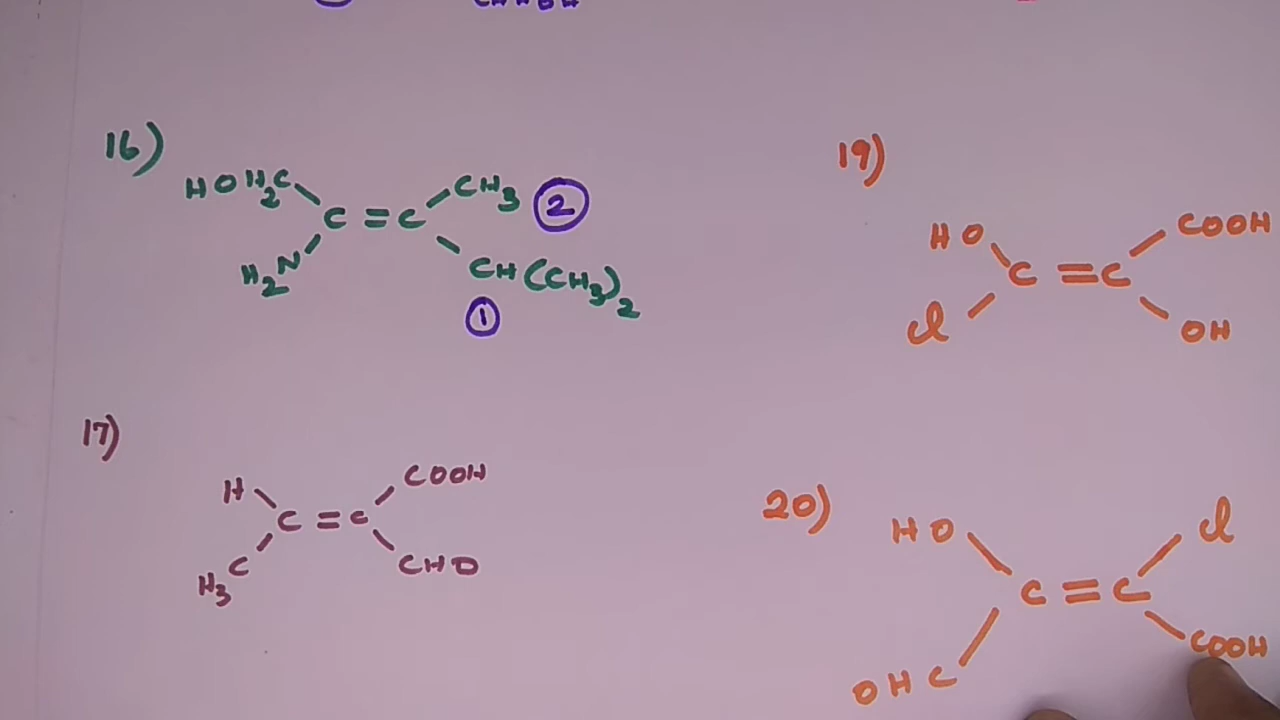 16)
HOH₂C
CH₃ ②
C = C
H₂N
CH(CH₃)₂
①
17)
H
COOH
C = C
H₃C
CHO
19)
HO
COOH
C = C
Cl
OH
20)
HO
Cl
C = C
COOH
OHC